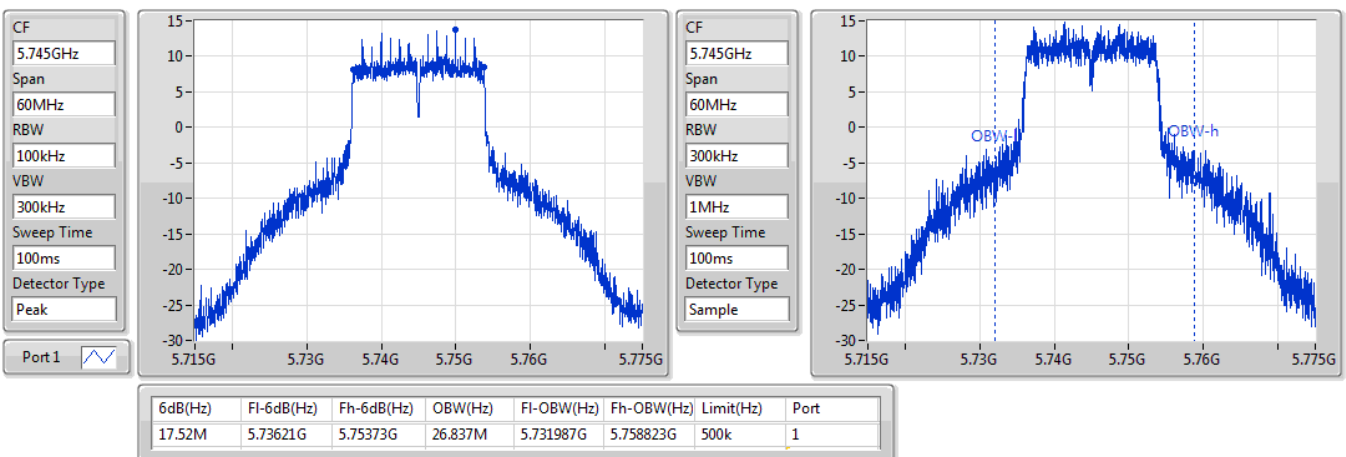 CF
5.745GHz
Span
60MHz
RBW
100kHz
VBW
300kHz
Sweep Time
100ms
Detector Type
Peak
Port 1
15
10
5
0
-5
-10
-15
-20
-25
-30
5.715G 5.73G 5.74G 5.75G 5.76G 5.775G
CF
5.745GHz
Span
60MHz
RBW
300kHz
VBW
1MHz
Sweep Time
100ms
Detector Type
Sample
15
10
5
0
-5
-10
-15
-20
-25
-30
OBW-l OBW-h
5.715G 5.73G 5.74G 5.75G 5.76G 5.775G
6dB(Hz) Fl-6dB(Hz) Fh-6dB(Hz) OBW(Hz) Fl-OBW(Hz) Fh-OBW(Hz) Limit(Hz) Port
17.52M 5.73621G 5.75373G 26.837M 5.731987G 5.758823G 500k 1